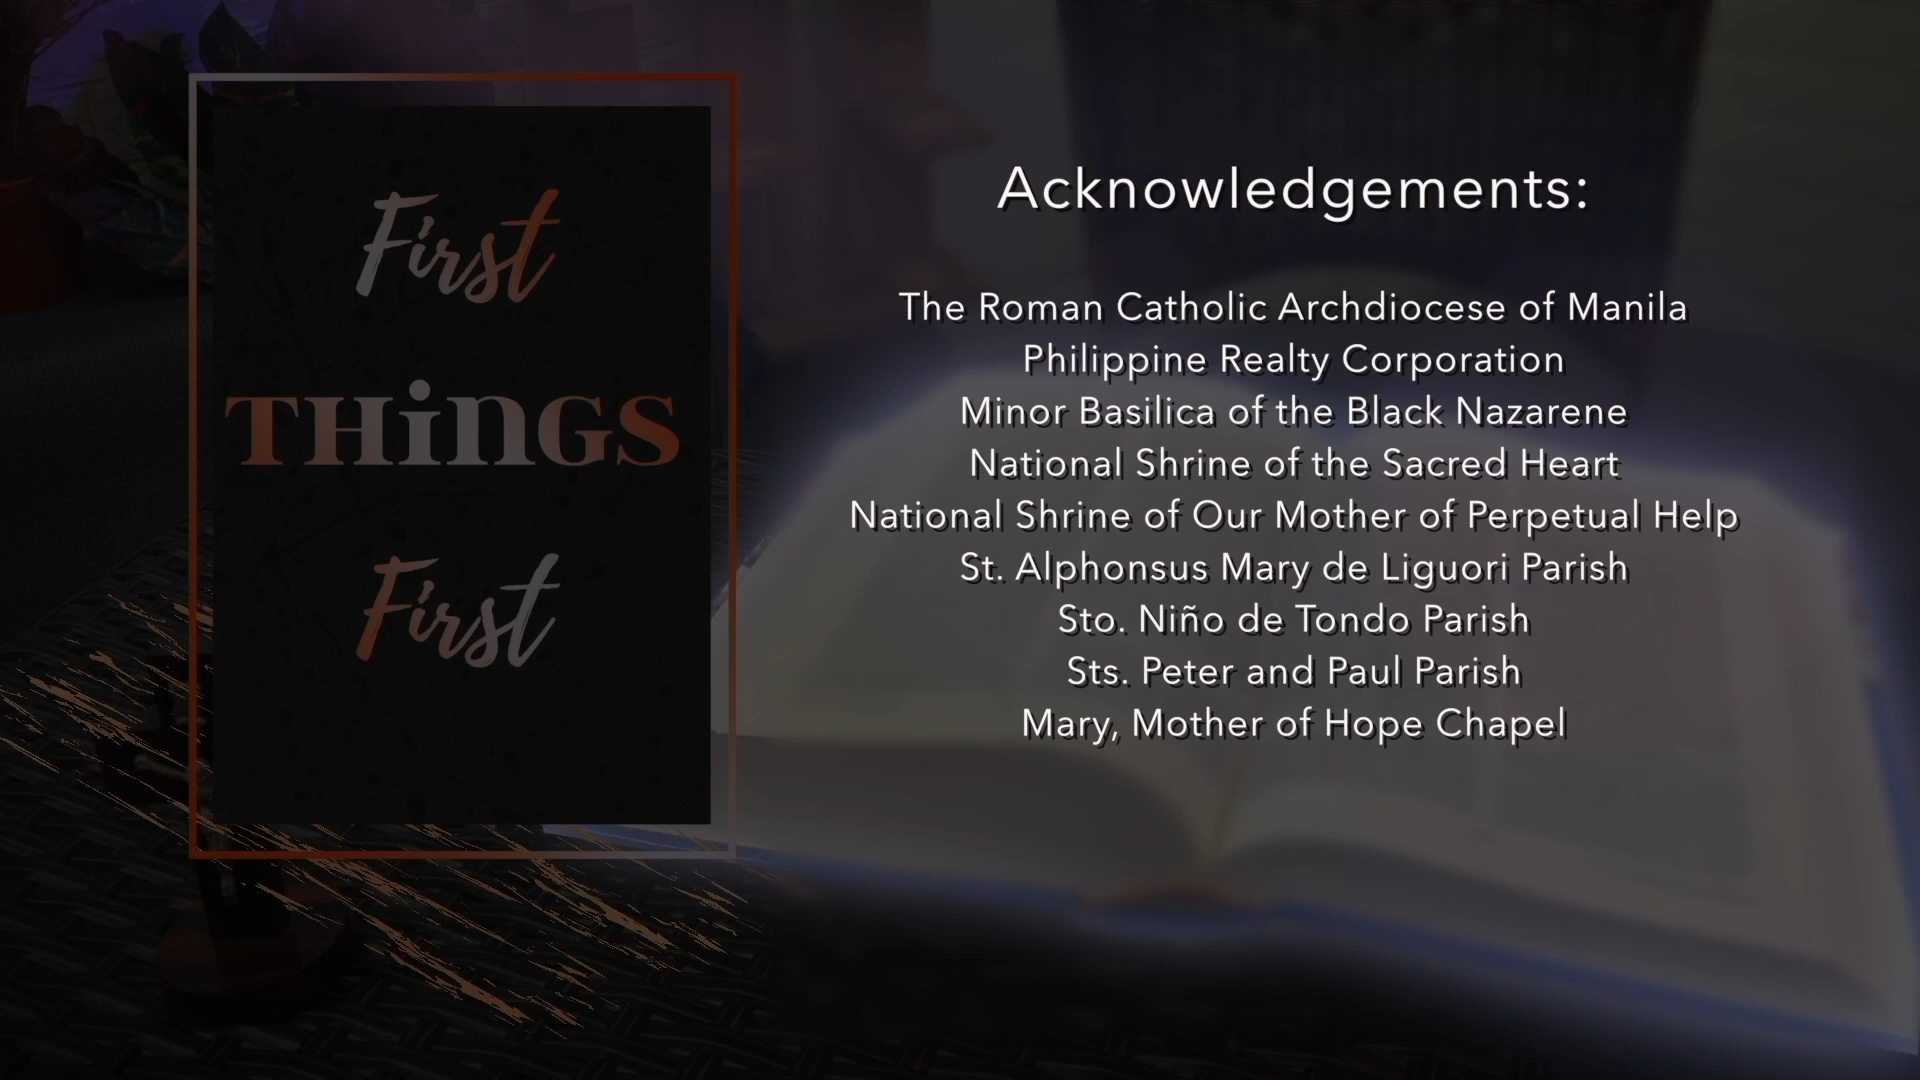 First
THiNGS
First
Acknowledgements:
The Roman Catholic Archdiocese of Manila
Philippine Realty Corporation
Minor Basilica of the Black Nazarene
National Shrine of the Sacred Heart
National Shrine of Our Mother of Perpetual Help
St. Alphonsus Mary de Liguori Parish
Sto. Niño de Tondo Parish
Sts. Peter and Paul Parish
Mary, Mother of Hope Chapel